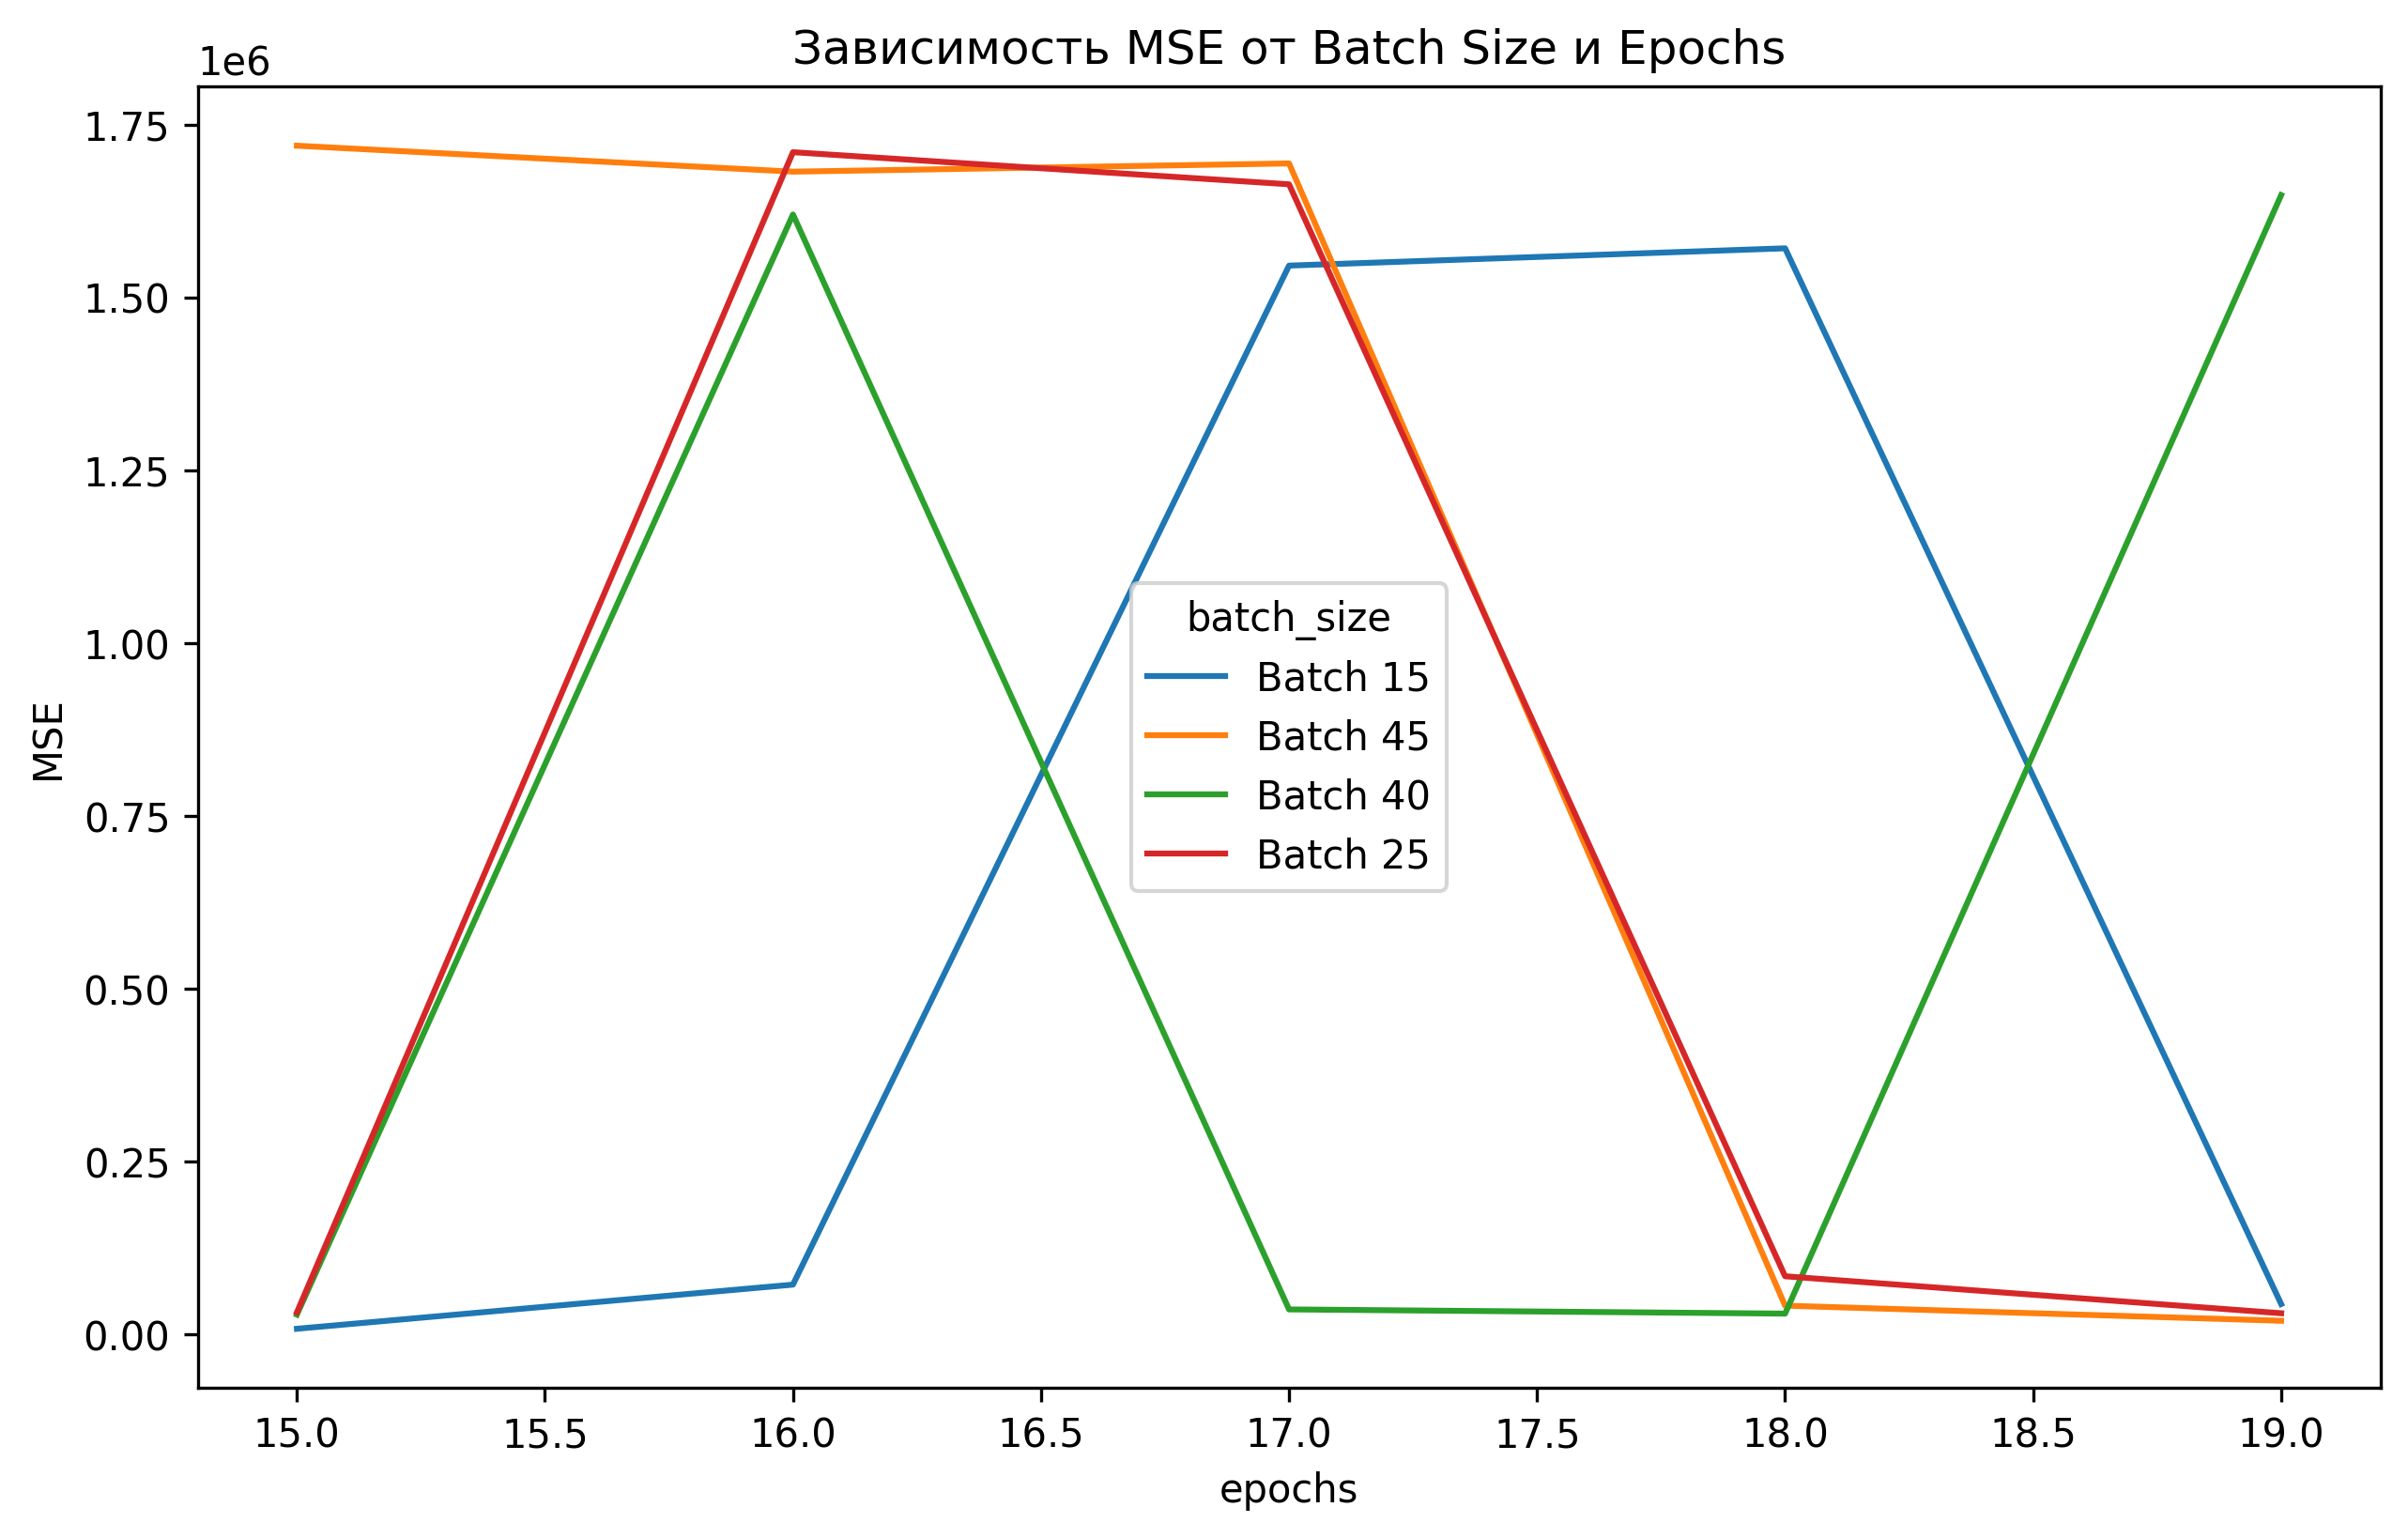 Зависимость MSE от Batch Size и Epochs
1e6
1.75
1.50
1.25
1.00
0.75
0.50
0.25
0.00
MSE
batch_size
Batch 15
Batch 45
Batch 40
Batch 25
15.0 15.5 16.0 16.5 17.0 17.5 18.0 18.5 19.0
epochs